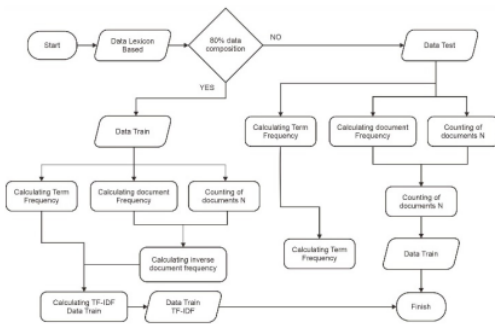 Start
Data Lexicon
Based
80% data
composition
NO
Data Test
YES
Data Train
Calculating Term
Frequency
Calculating document
Frequency
Counting of
documents N
Calculating Term
Frequency
Calculating document
Frequency
Counting of
documents N
Counting of
documents N
Calculating inverse
document frequency
Calculating Term
Frequency
Data Train
Calculating TF-IDF
Data Train
Data Train
TF-IDF
Finish